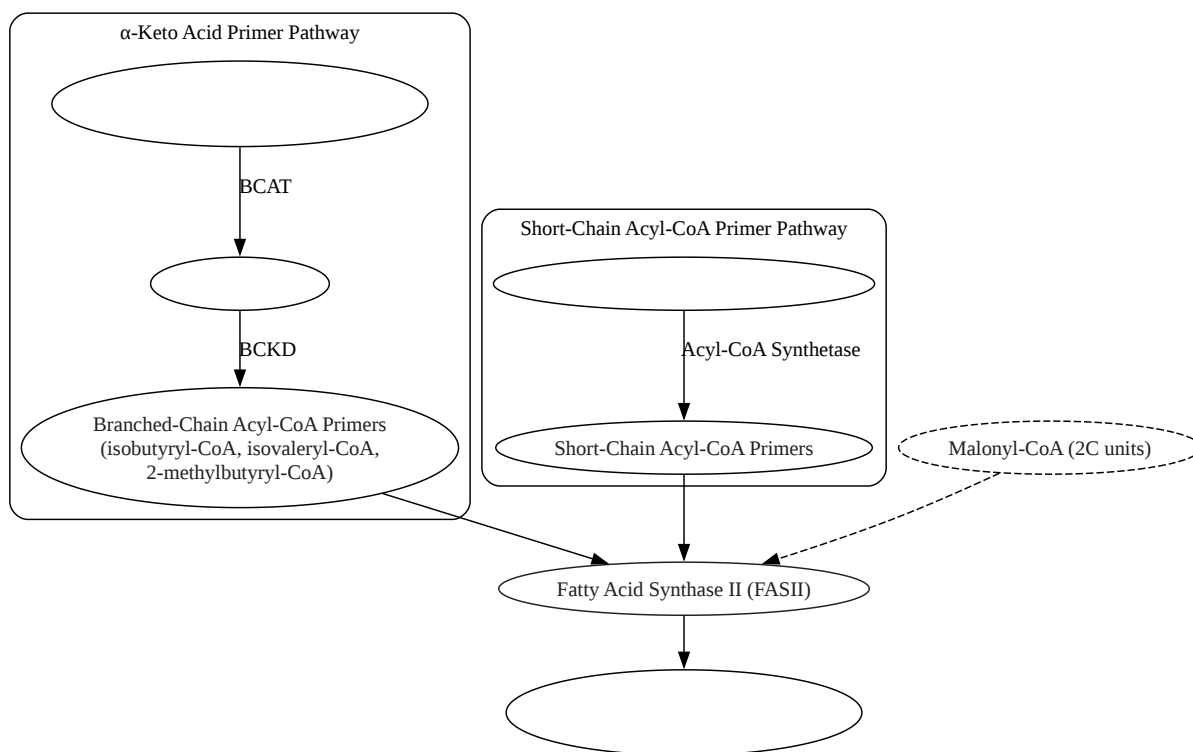 α-Keto Acid Primer Pathway
BCAT
BCKD
Branched-Chain Acyl-CoA Primers
(isobutyryl-CoA, isovaleryl-CoA,
2-methylbutyryl-CoA)
Short-Chain Acyl-CoA Primer Pathway
Acyl-CoA Synthetase
Short-Chain Acyl-CoA Primers
Malonyl-CoA (2C units)
Fatty Acid Synthase II (FASII)